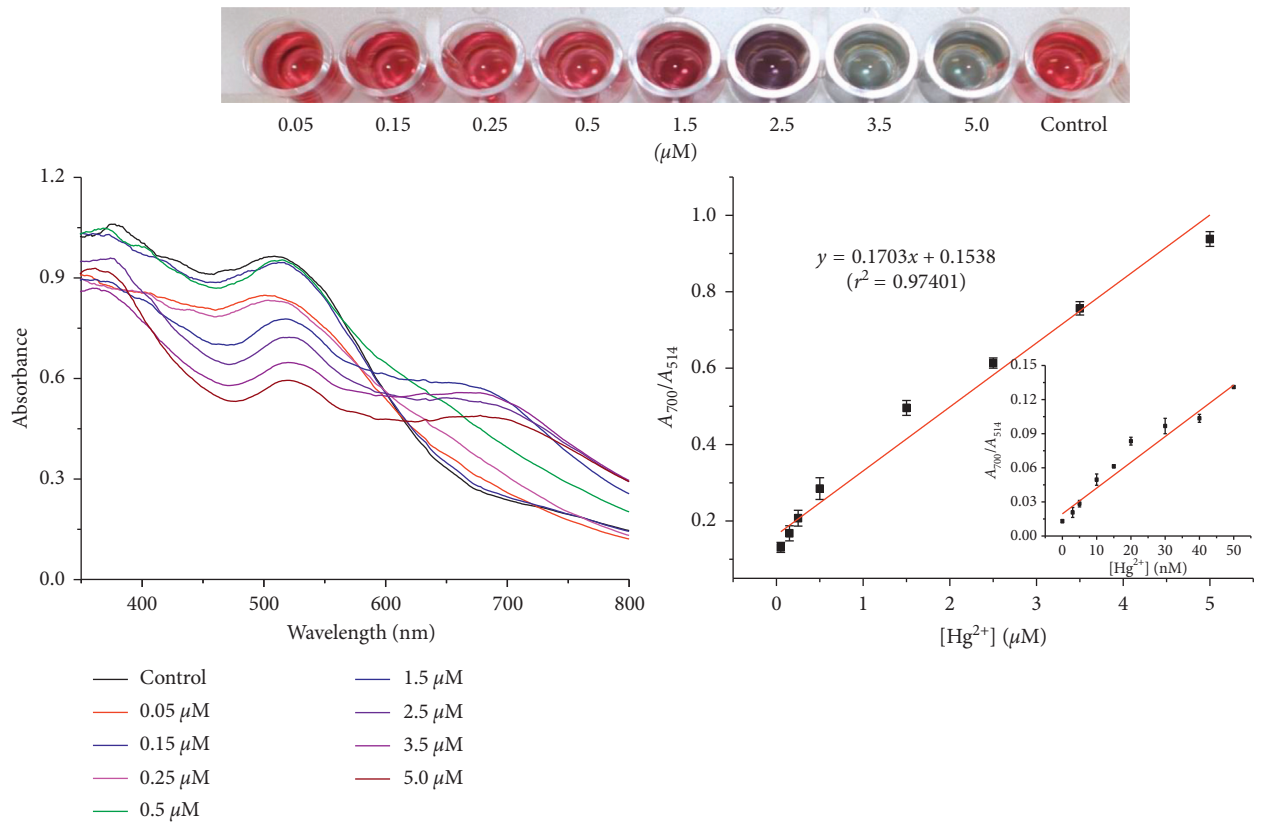 0.05 0.15 0.25 0.5 1.5 2.5 3.5 5.0 Control
(μM)
1.2
0.9
0.6
0.3
0.0
Absorbance
400 500 600 700 800
Wavelength (nm)
Control
0.05 μM
0.15 μM
0.25 μM
0.5 μM
1.5 μM
2.5 μM
3.5 μM
5.0 μM
1.0
0.8
0.6
0.4
0.2
A700/A514
y = 0.1703x + 0.1538
(r² = 0.97401)
0 1 2 3 4 5
[Hg²⁺] (μM)
0.15
0.12
0.09
0.06
0.03
0.00
A700/A514
0 10 20 30 40 50
[Hg²⁺] (nM)